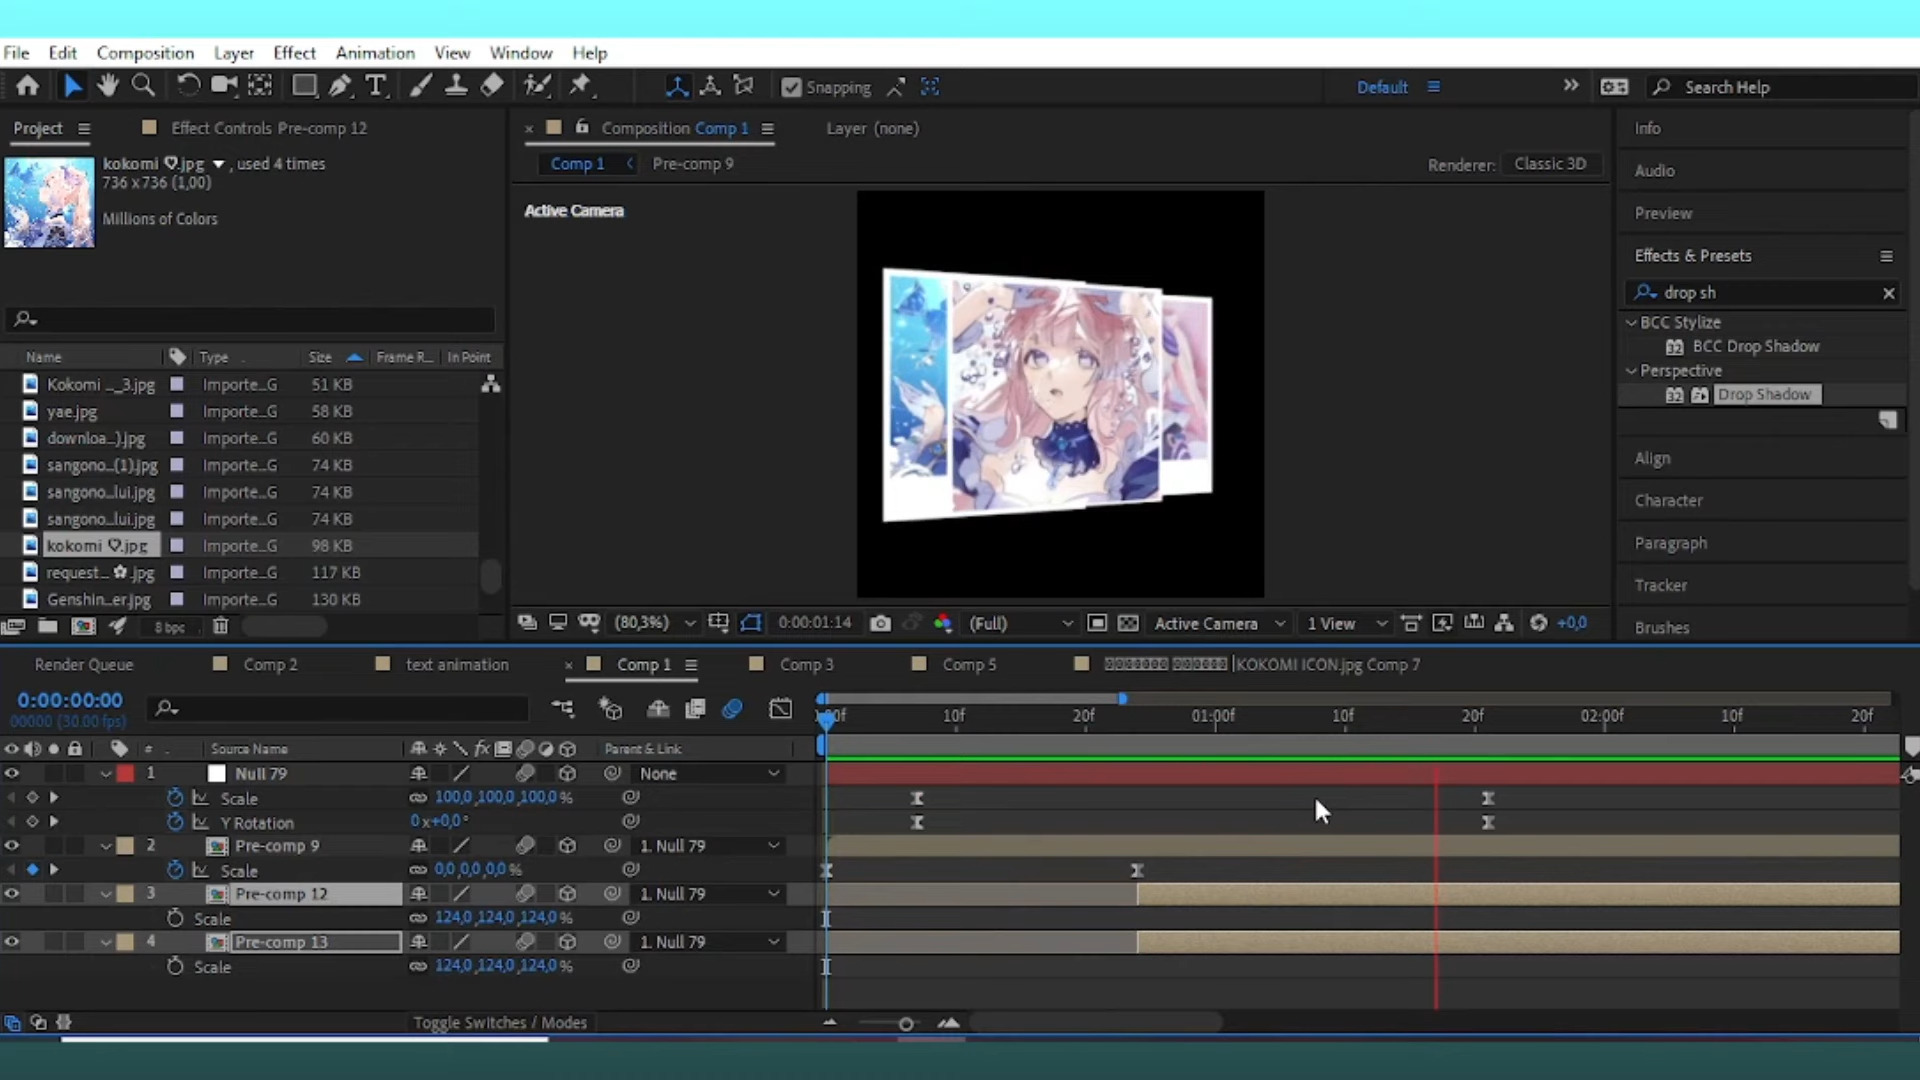 File Edit Composition Layer Effect Animation View Window Help
Snapping Default Search Help
Project Effect Controls Pre-comp 12 Composition Comp 1 Layer (none) Info
kokomi ♡.jpg , used 4 times
736 x 736 (1,00)
Millions of Colors
Comp 1 Pre-comp 9 Renderer: Classic 3D
Active Camera
Audio
Preview
Effects & Presets
drop sh
BCC Stylize
32 BCC Drop Shadow
Perspective
32 Drop Shadow
Align
Character
Paragraph
Tracker
Brushes
Name Type Size Frame R... In Point
Kokomi ..._3.jpg Importe...G 51 KB
yae.jpg Importe...G 58 KB
downloa...).jpg Importe...G 60 KB
sangono...(1).jpg Importe...G 74 KB
sangono...lui.jpg Importe...G 74 KB
sangono...lui.jpg Importe...G 74 KB
kokomi ♡.jpg Importe...G 98 KB
request... ✿ .jpg Importe...G 117 KB
Genshin...er.jpg Importe...G 130 KB
8 bpc
(80,3%) 0:00:01:14 (Full) Active Camera 1 View +0,0
Render Queue Comp 2 text animation Comp 1 Comp 3 Comp 5 |KOKOMI ICON.jpg Comp 7
0:00:00:00
00000 (30.00 fps)
10f 20f 01:00f 10f 20f 02:00f 10f 20f
# Source Name fx Parent & Link
1 Null 79 None
Scale 100,0,100,0,100,0 %
Y Rotation 0 x+0,0°
2 Pre-comp 9 1. Null 79
Scale 0,0,0,0,0,0 %
3 Pre-comp 12 1. Null 79
Scale 124,0,124,0,124,0 %
4 Pre-comp 13 1. Null 79
Scale 124,0,124,0,124,0 %
Toggle Switches / Modes